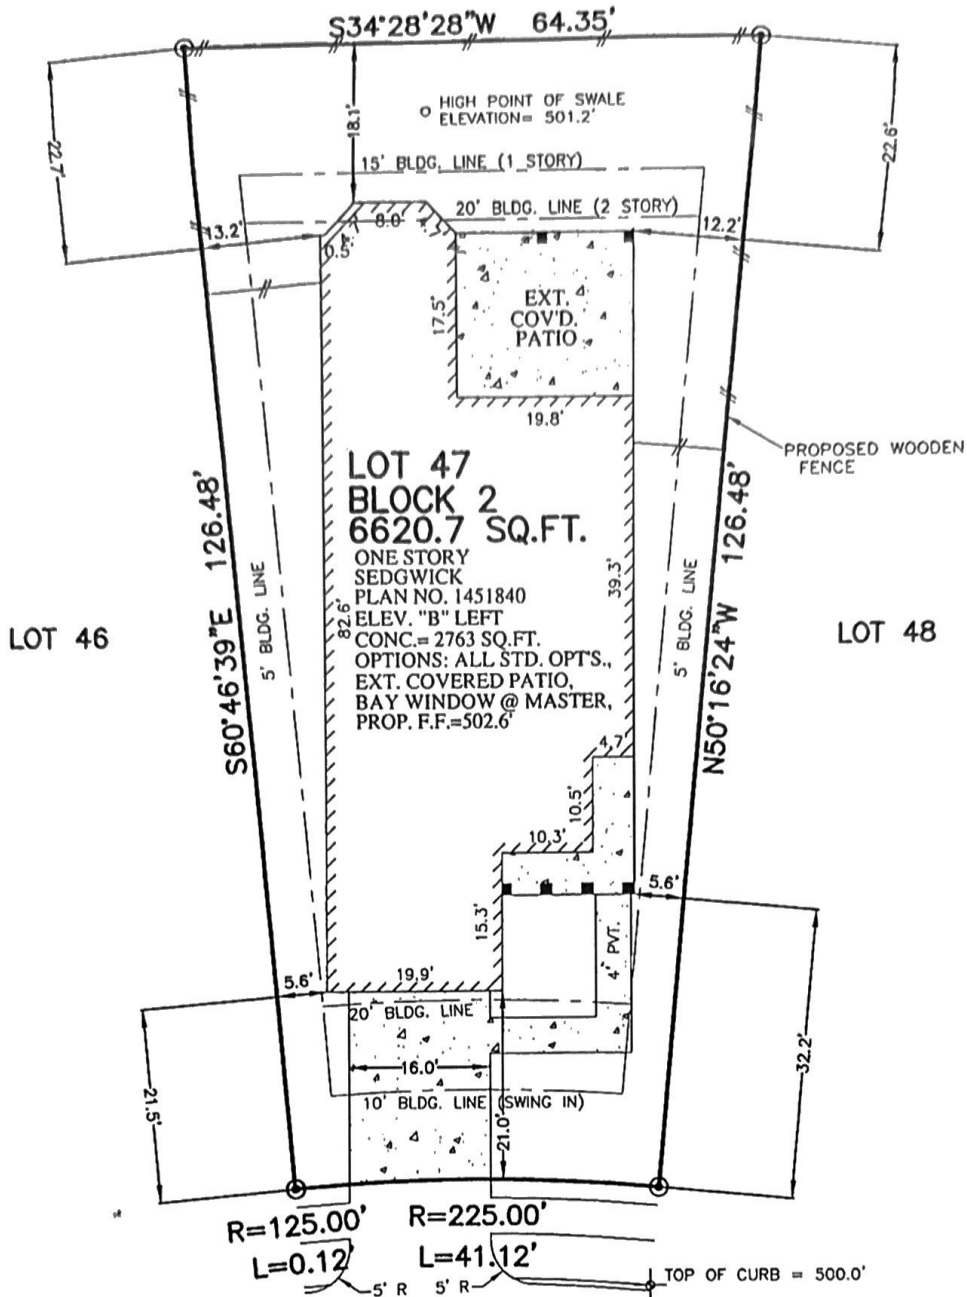 S34°28'28"W 64.35'
HIGH POINT OF SWALE
ELEVATION= 501.2'
18.1'
22.7'
22.6'
15' BLDG. LINE (1 STORY)
20' BLDG. LINE (2 STORY)
8.0'
13.2'
12.2'
0.5'
17.5'
EXT.
COV'D.
PATIO
19.8'
PROPOSED WOODEN
FENCE
LOT 47
BLOCK 2
6620.7 SQ.FT.
ONE STORY
SEDGWICK
PLAN NO. 1451840
ELEV. "B" LEFT
CONC.= 2763 SQ.FT.
OPTIONS: ALL STD. OPT'S.,
EXT. COVERED PATIO,
BAY WINDOW @ MASTER,
PROP. F.F.=502.6'
82.6'
39.3'
LOT 46
LOT 48
S60°46'39"E 126.48'
N50°16'24"W 126.48'
5' BLDG. LINE
5' BLDG. LINE
4.7'
10.5'
10.3'
15.3'
5.6'
4' PVT.
5.6'
19.9'
20' BLDG. LINE
16.0'
10' BLDG. LINE (SWING IN)
21.0'
21.5'
32.2'
R=125.00' R=225.00'
L=0.12' L=41.12'
5' R 5' R
TOP OF CURB = 500.0'